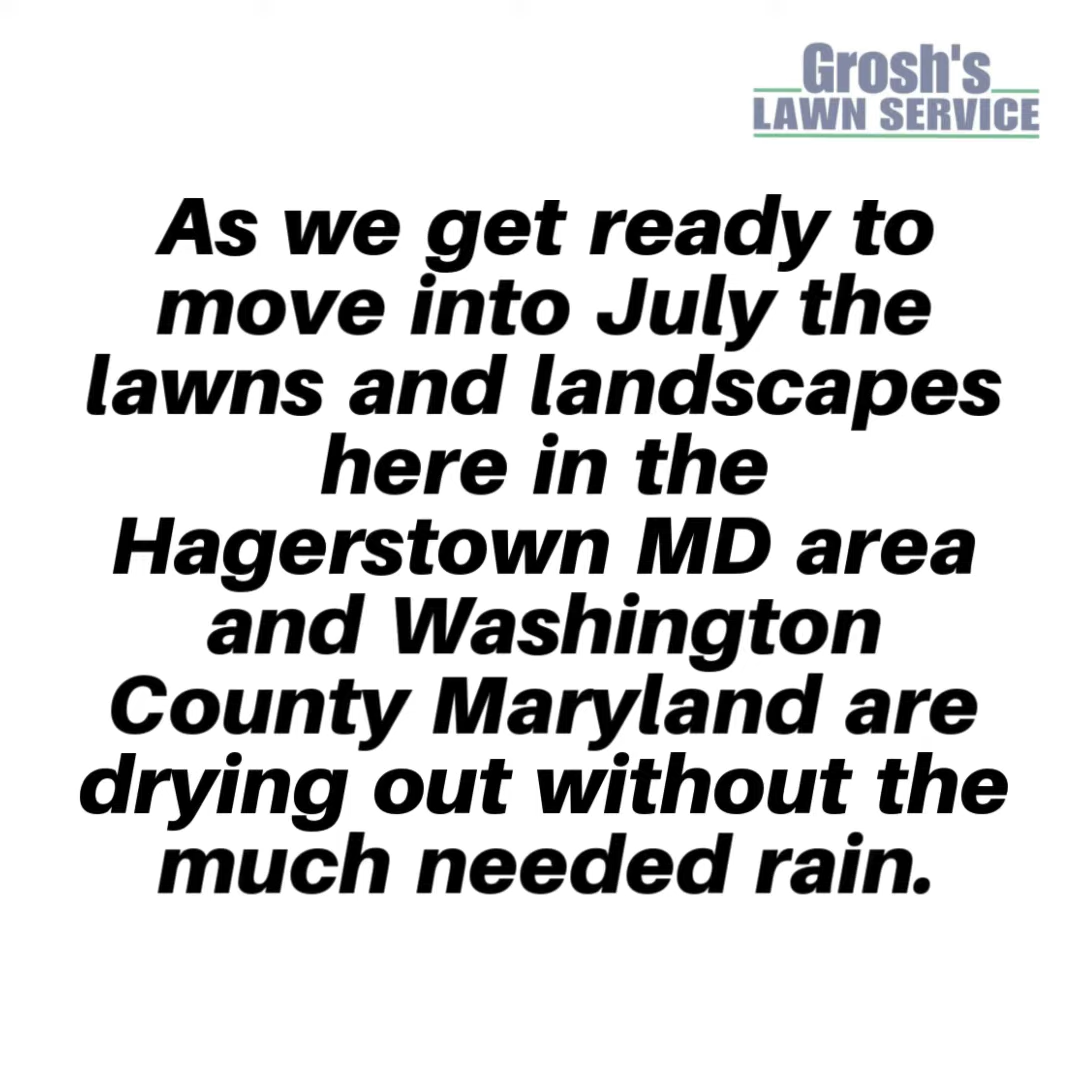 Grosh's
LAWN SERVICE
As we get ready to
move into July the
lawns and landscapes
here in the
Hagerstown MD area
and Washington
County Maryland are
drying out without the
much needed rain.